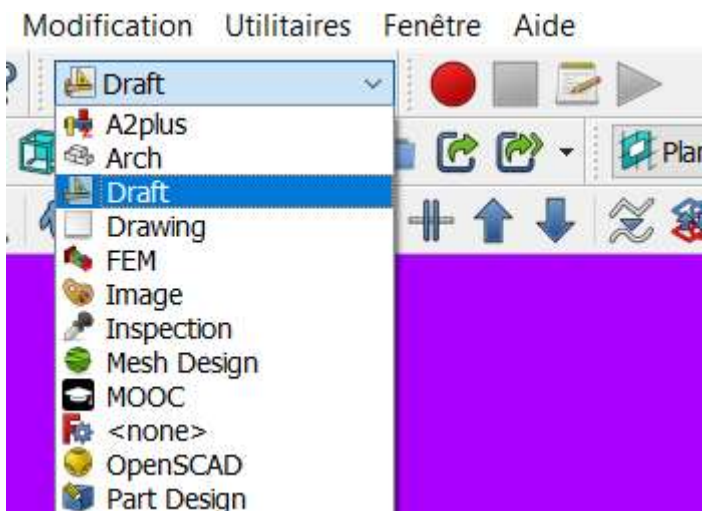 Modification Utilitaires Fenêtre Aide
Draft
A2plus
Arch
Plan
Draft
Drawing
FEM
Image
Inspection
Mesh Design
MOOC
<none>
OpenSCAD
Part Design